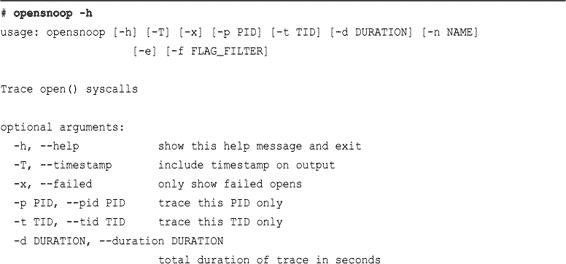 # opensnoop -h
usage: opensnoop [-h] [-T] [-x] [-p PID] [-t TID] [-d DURATION] [-n NAME]
                 [-e] [-f FLAG_FILTER]

Trace open() syscalls

optional arguments:
  -h, --help            show this help message and exit
  -T, --timestamp       include timestamp on output
  -x, --failed          only show failed opens
  -p PID, --pid PID     trace this PID only
  -t TID, --tid TID     trace this TID only
  -d DURATION, --duration DURATION
                        total duration of trace in seconds